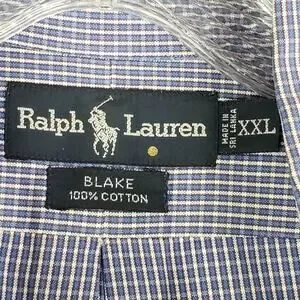 Ralph Lauren
MADE IN
SRI LANKA
XXL
BLAKE
100% COTTON